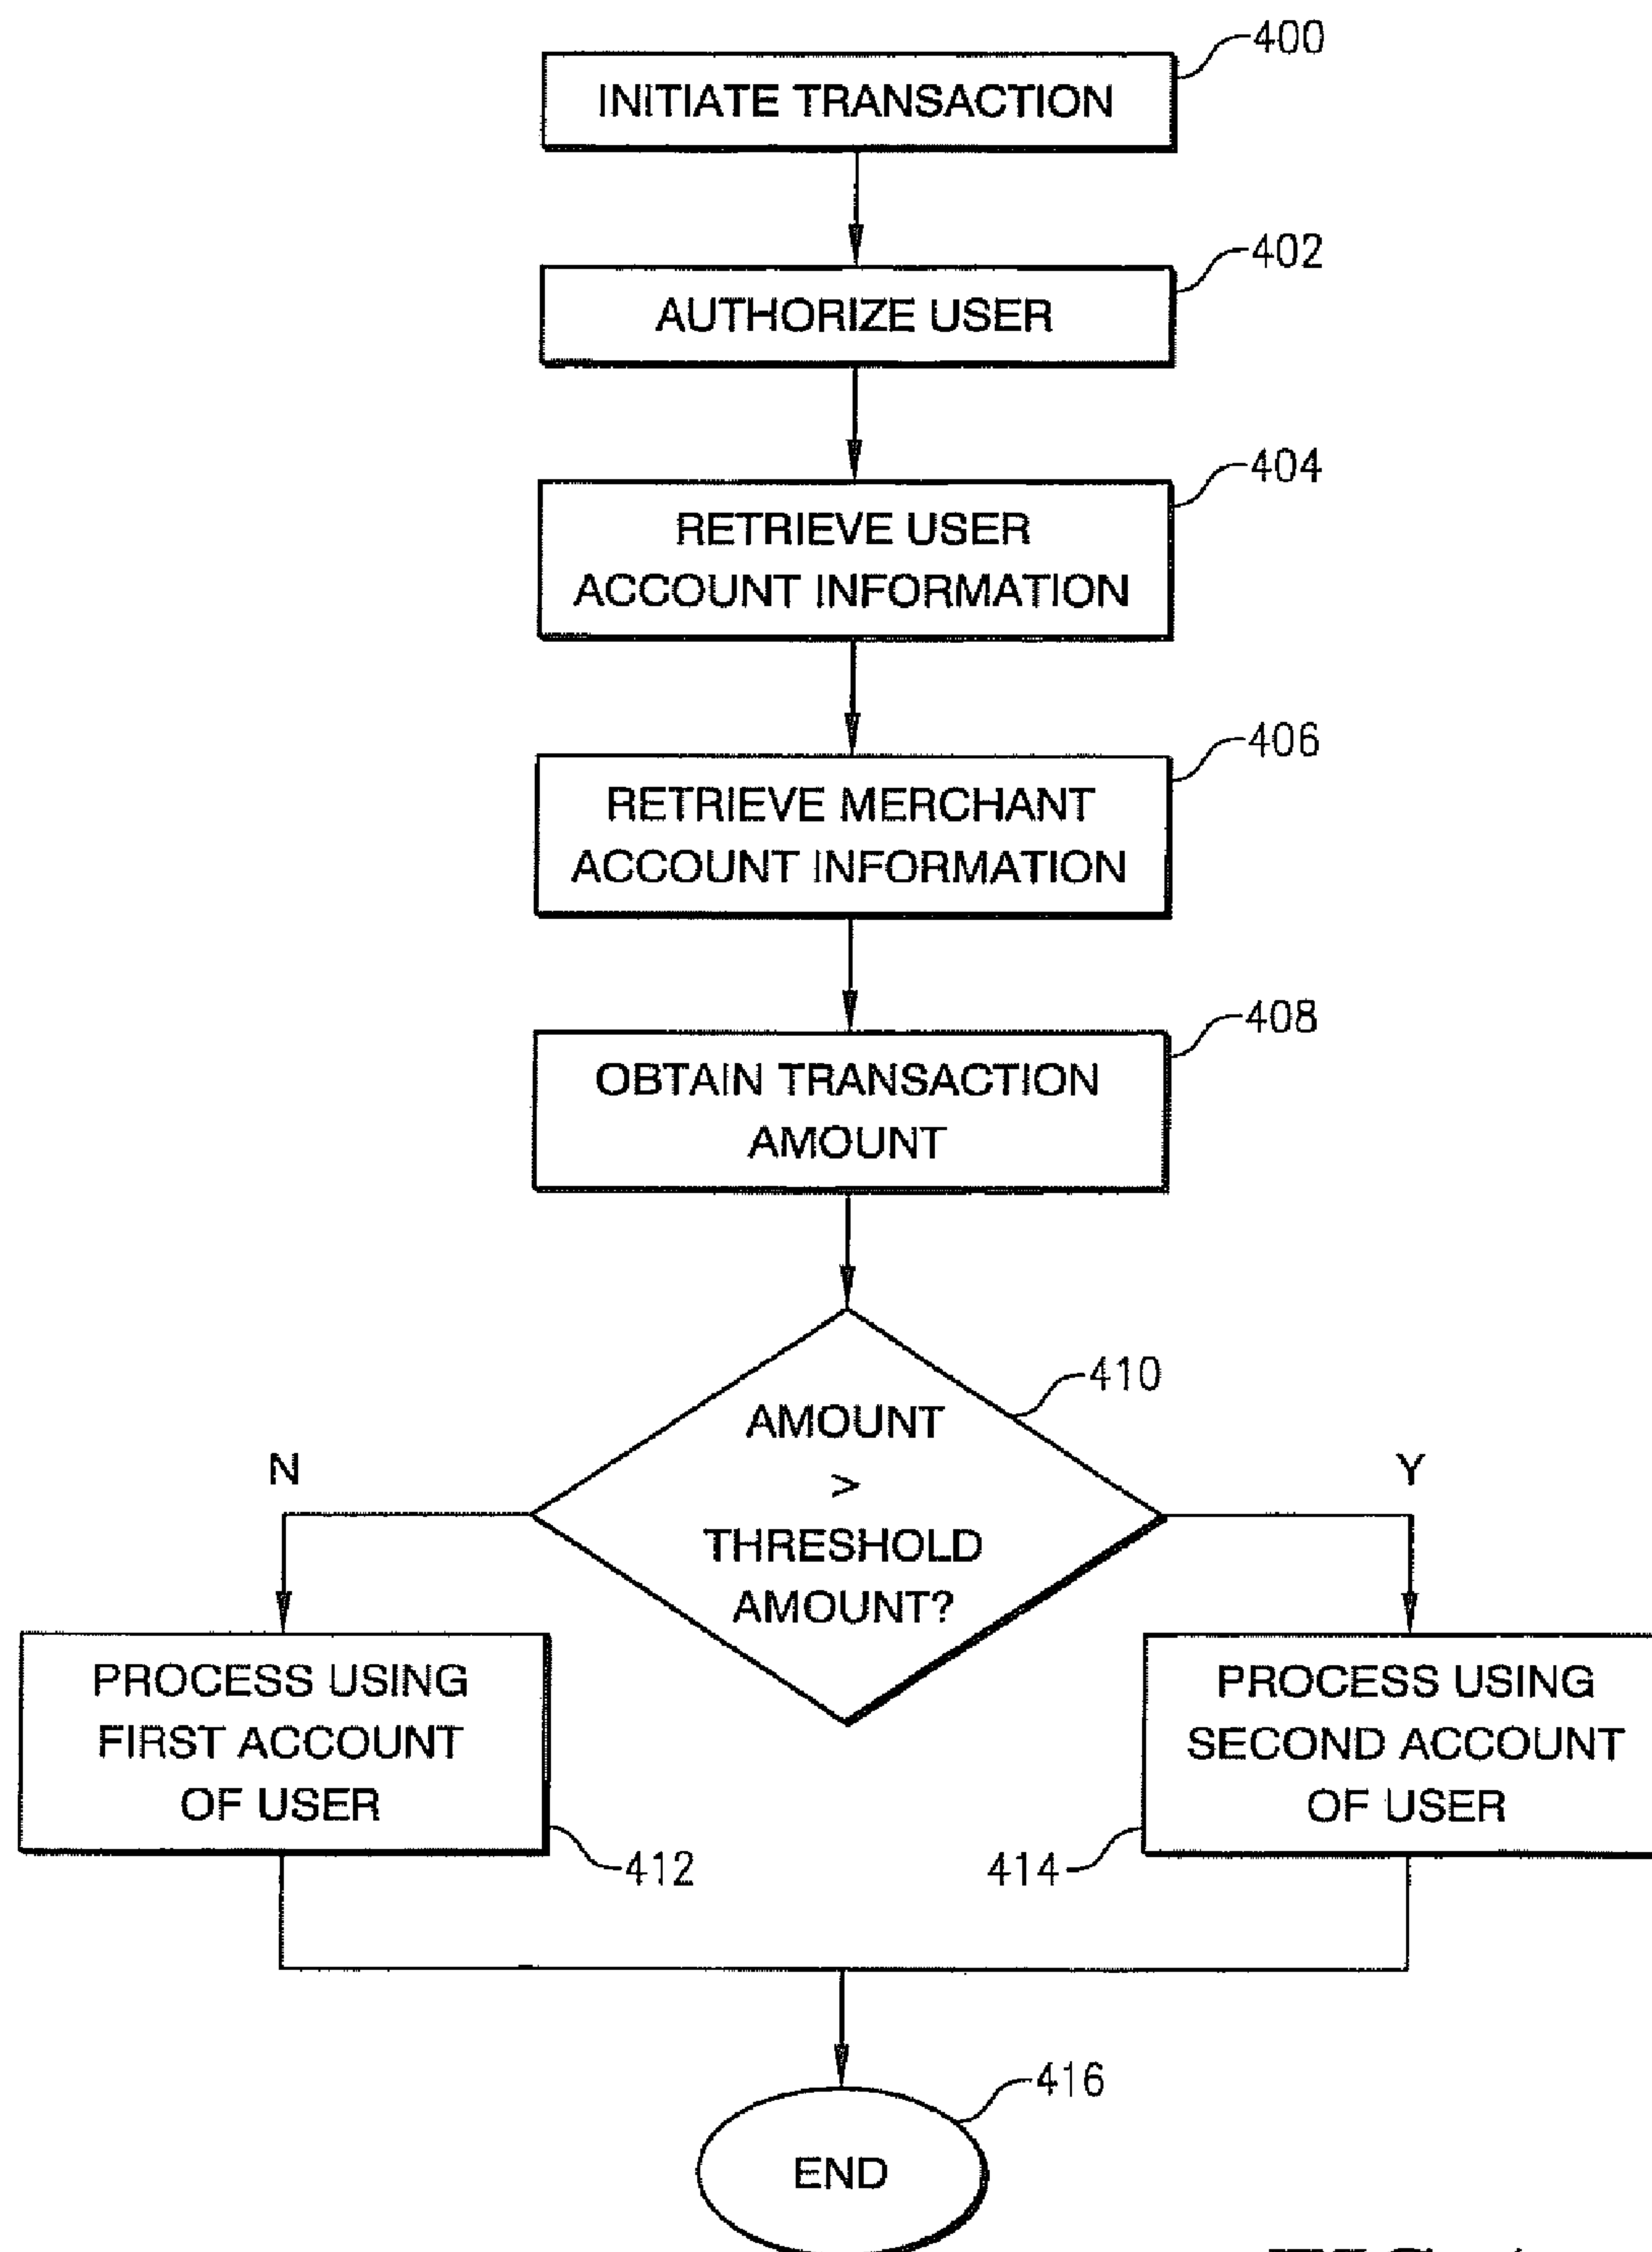 400
INITIATE TRANSACTION
402
AUTHORIZE USER
404
RETRIEVE USER
ACCOUNT INFORMATION
406
RETRIEVE MERCHANT
ACCOUNT INFORMATION
408
OBTAIN TRANSACTION
AMOUNT
410
AMOUNT
>
THRESHOLD
AMOUNT?
N
Y
PROCESS USING
FIRST ACCOUNT
OF USER
412
PROCESS USING
SECOND ACCOUNT
OF USER
414
416
END